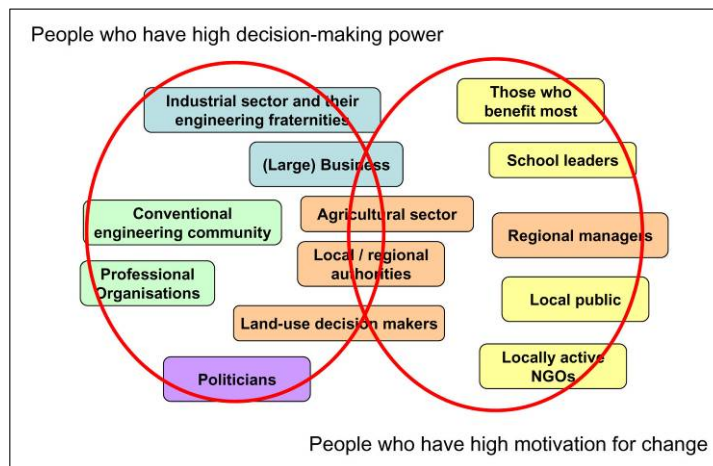 People who have high decision-making power
Industrial sector and their
engineering fraternities
Those who
benefit most
(Large) Business
School leaders
Conventional
engineering community
Agricultural sector
Regional managers
Local / regional
authorities
Professional
Organisations
Local public
Land-use decision makers
Politicians
Locally active
NGOs
People who have high motivation for change